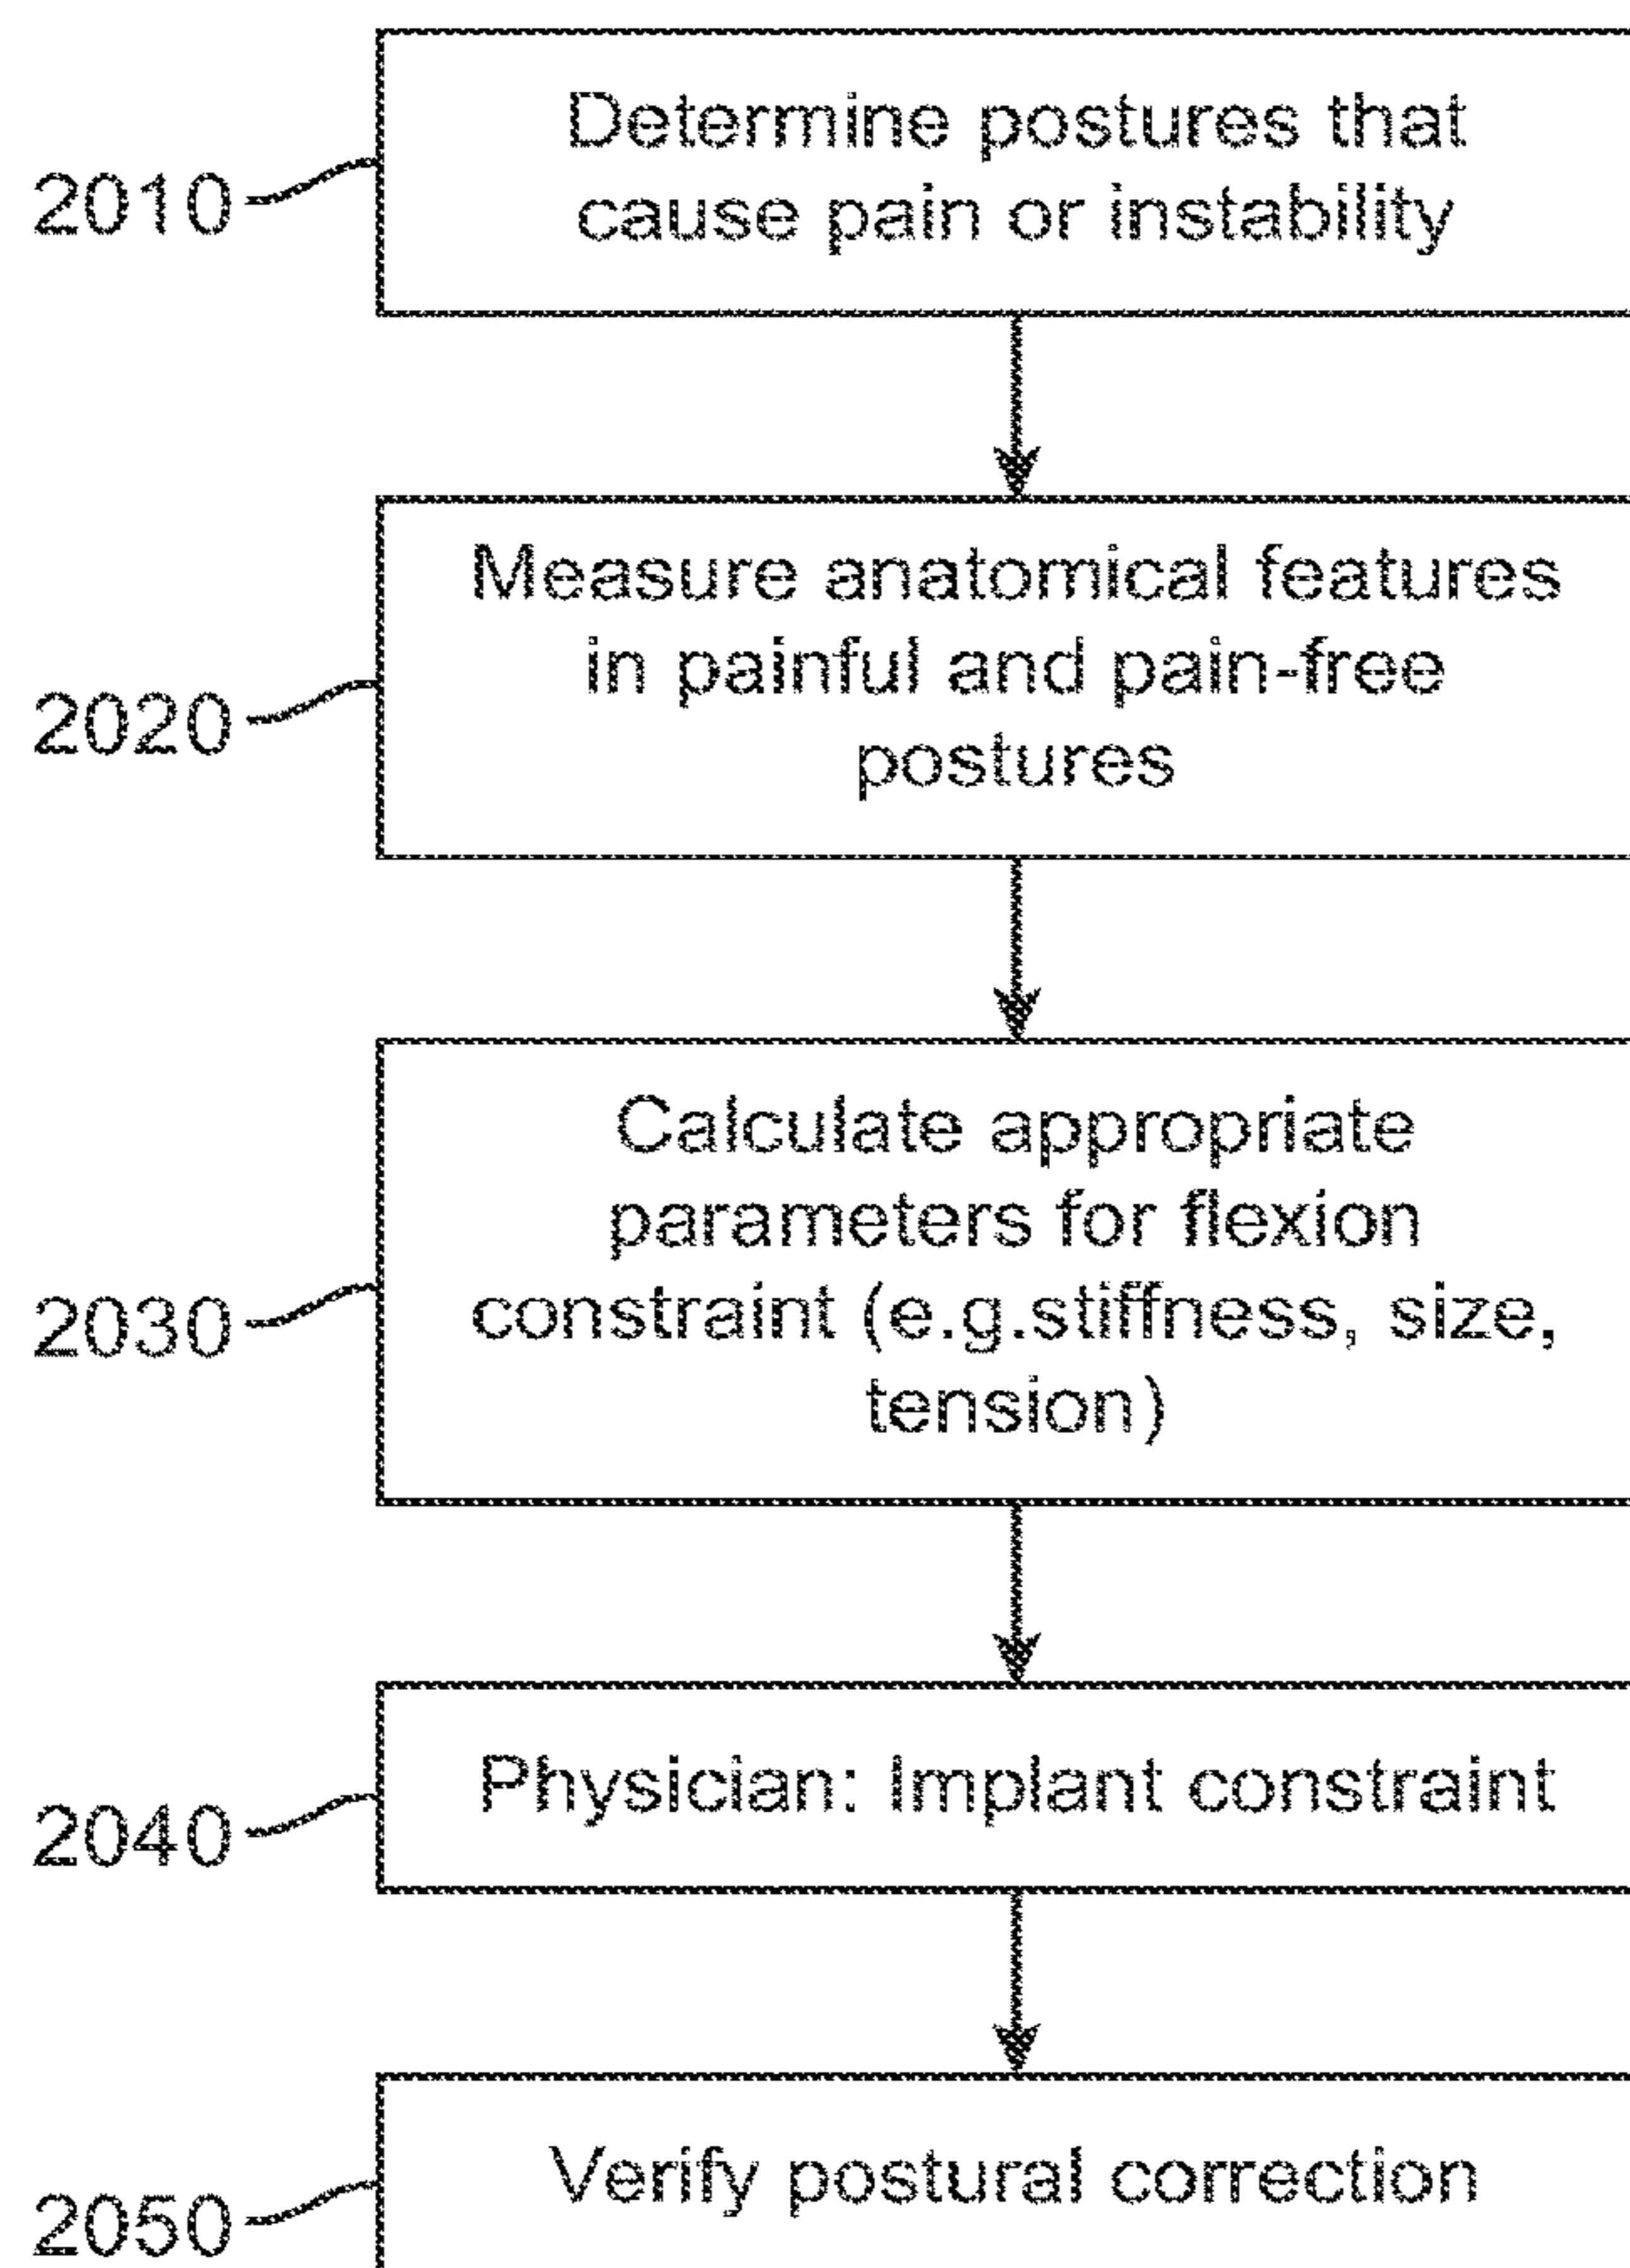 Determine postures that
2010
cause pain or instability
Measure anatomical features
in painful and pain-free
2020
postures
Calculate appropriate
parameters for flexion
2030
constraint (e.g.stiffness, size,
tension)
Physician: Implant constraint
2040
Verify postural correction
2050